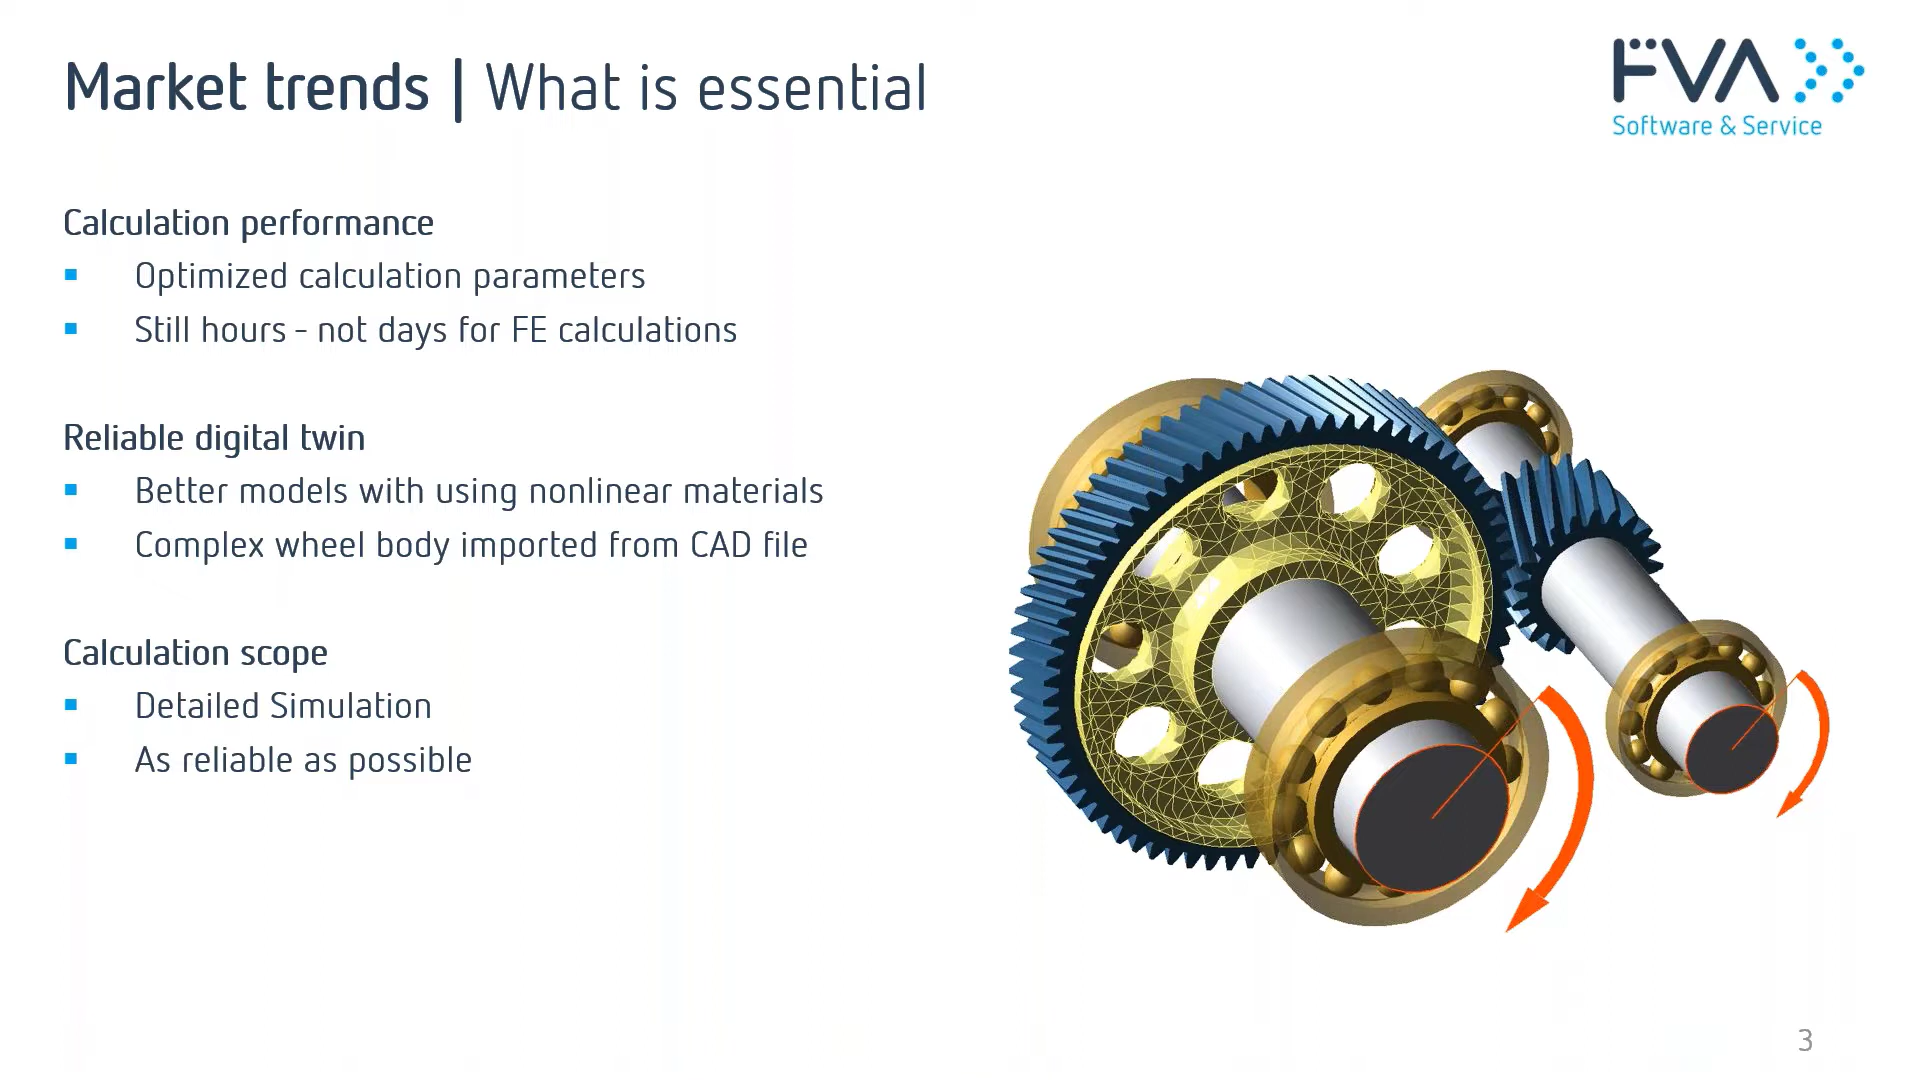 Market trends | What is essential
FVA
Software & Service
Calculation performance
Optimized calculation parameters
Still hours - not days for FE calculations
Reliable digital twin
Better models with using nonlinear materials
Complex wheel body imported from CAD file
Calculation scope
Detailed Simulation
As reliable as possible
3